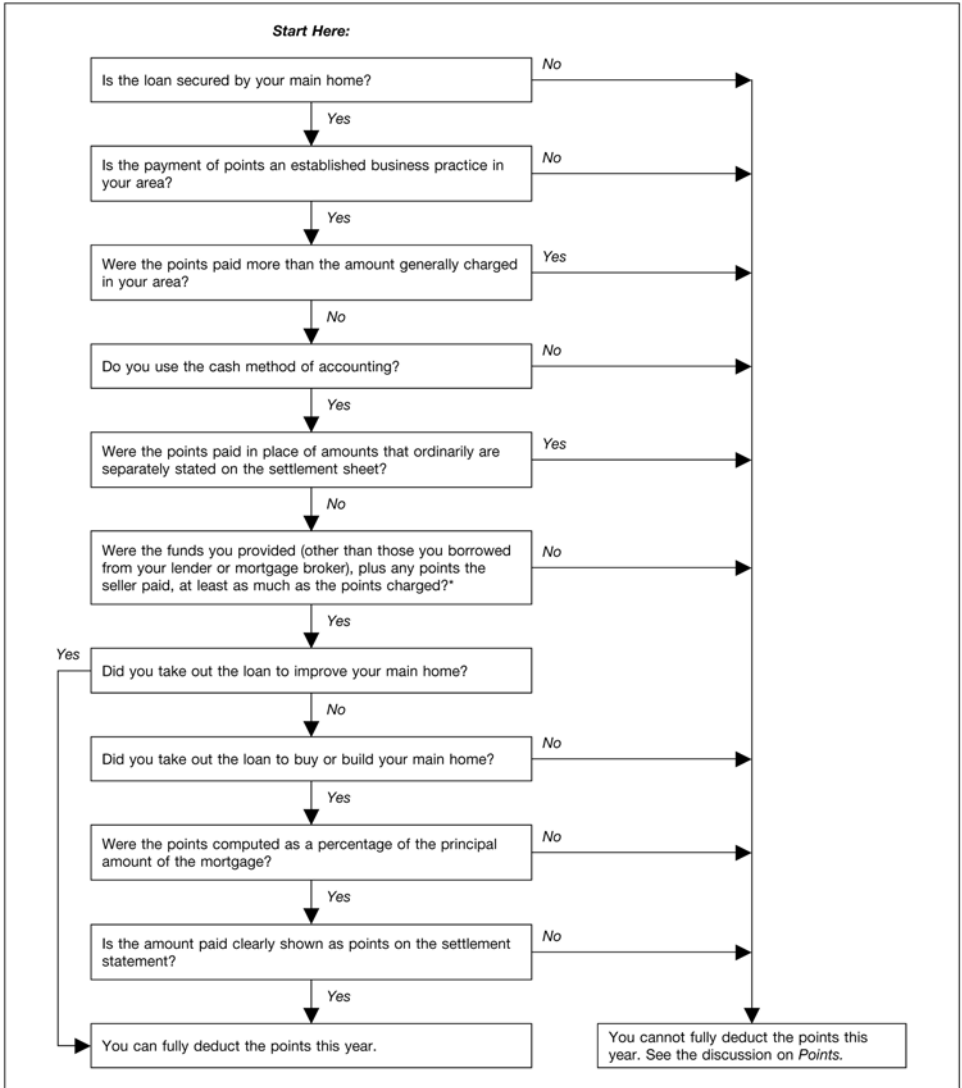 Start Here:
Is the loan secured by your main home?
No
Yes
Is the payment of points an established business practice in
your area?
No
Yes
Were the points paid more than the amount generally charged
in your area?
Yes
No
Do you use the cash method of accounting?
No
Yes
Were the points paid in place of amounts that ordinarily are
separately stated on the settlement sheet?
Yes
No
Were the funds you provided (other than those you borrowed
from your lender or mortgage broker), plus any points the
seller paid, at least as much as the points charged?*
No
Yes
Yes
Did you take out the loan to improve your main home?
No
Did you take out the loan to buy or build your main home?
No
Yes
Were the points computed as a percentage of the principal
amount of the mortgage?
No
Yes
Is the amount paid clearly shown as points on the settlement
statement?
No
Yes
You can fully deduct the points this year.
You cannot fully deduct the points this
year. See the discussion on Points.